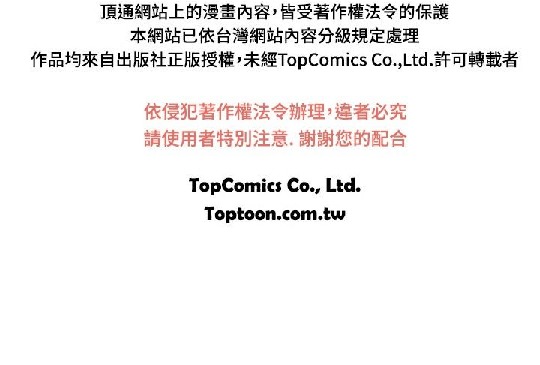 頂通網站上的漫畫內容，皆受著作權法令的保護
本網站已依台灣網站內容分級規定處理
作品均來自出版社正版授權，未經TopComics Co.,Ltd.許可轉載者
依侵犯著作權法令辦理，違者必究
請使用者特別注意. 謝謝您的配合
TopComics Co., Ltd.
Toptoon.com.tw